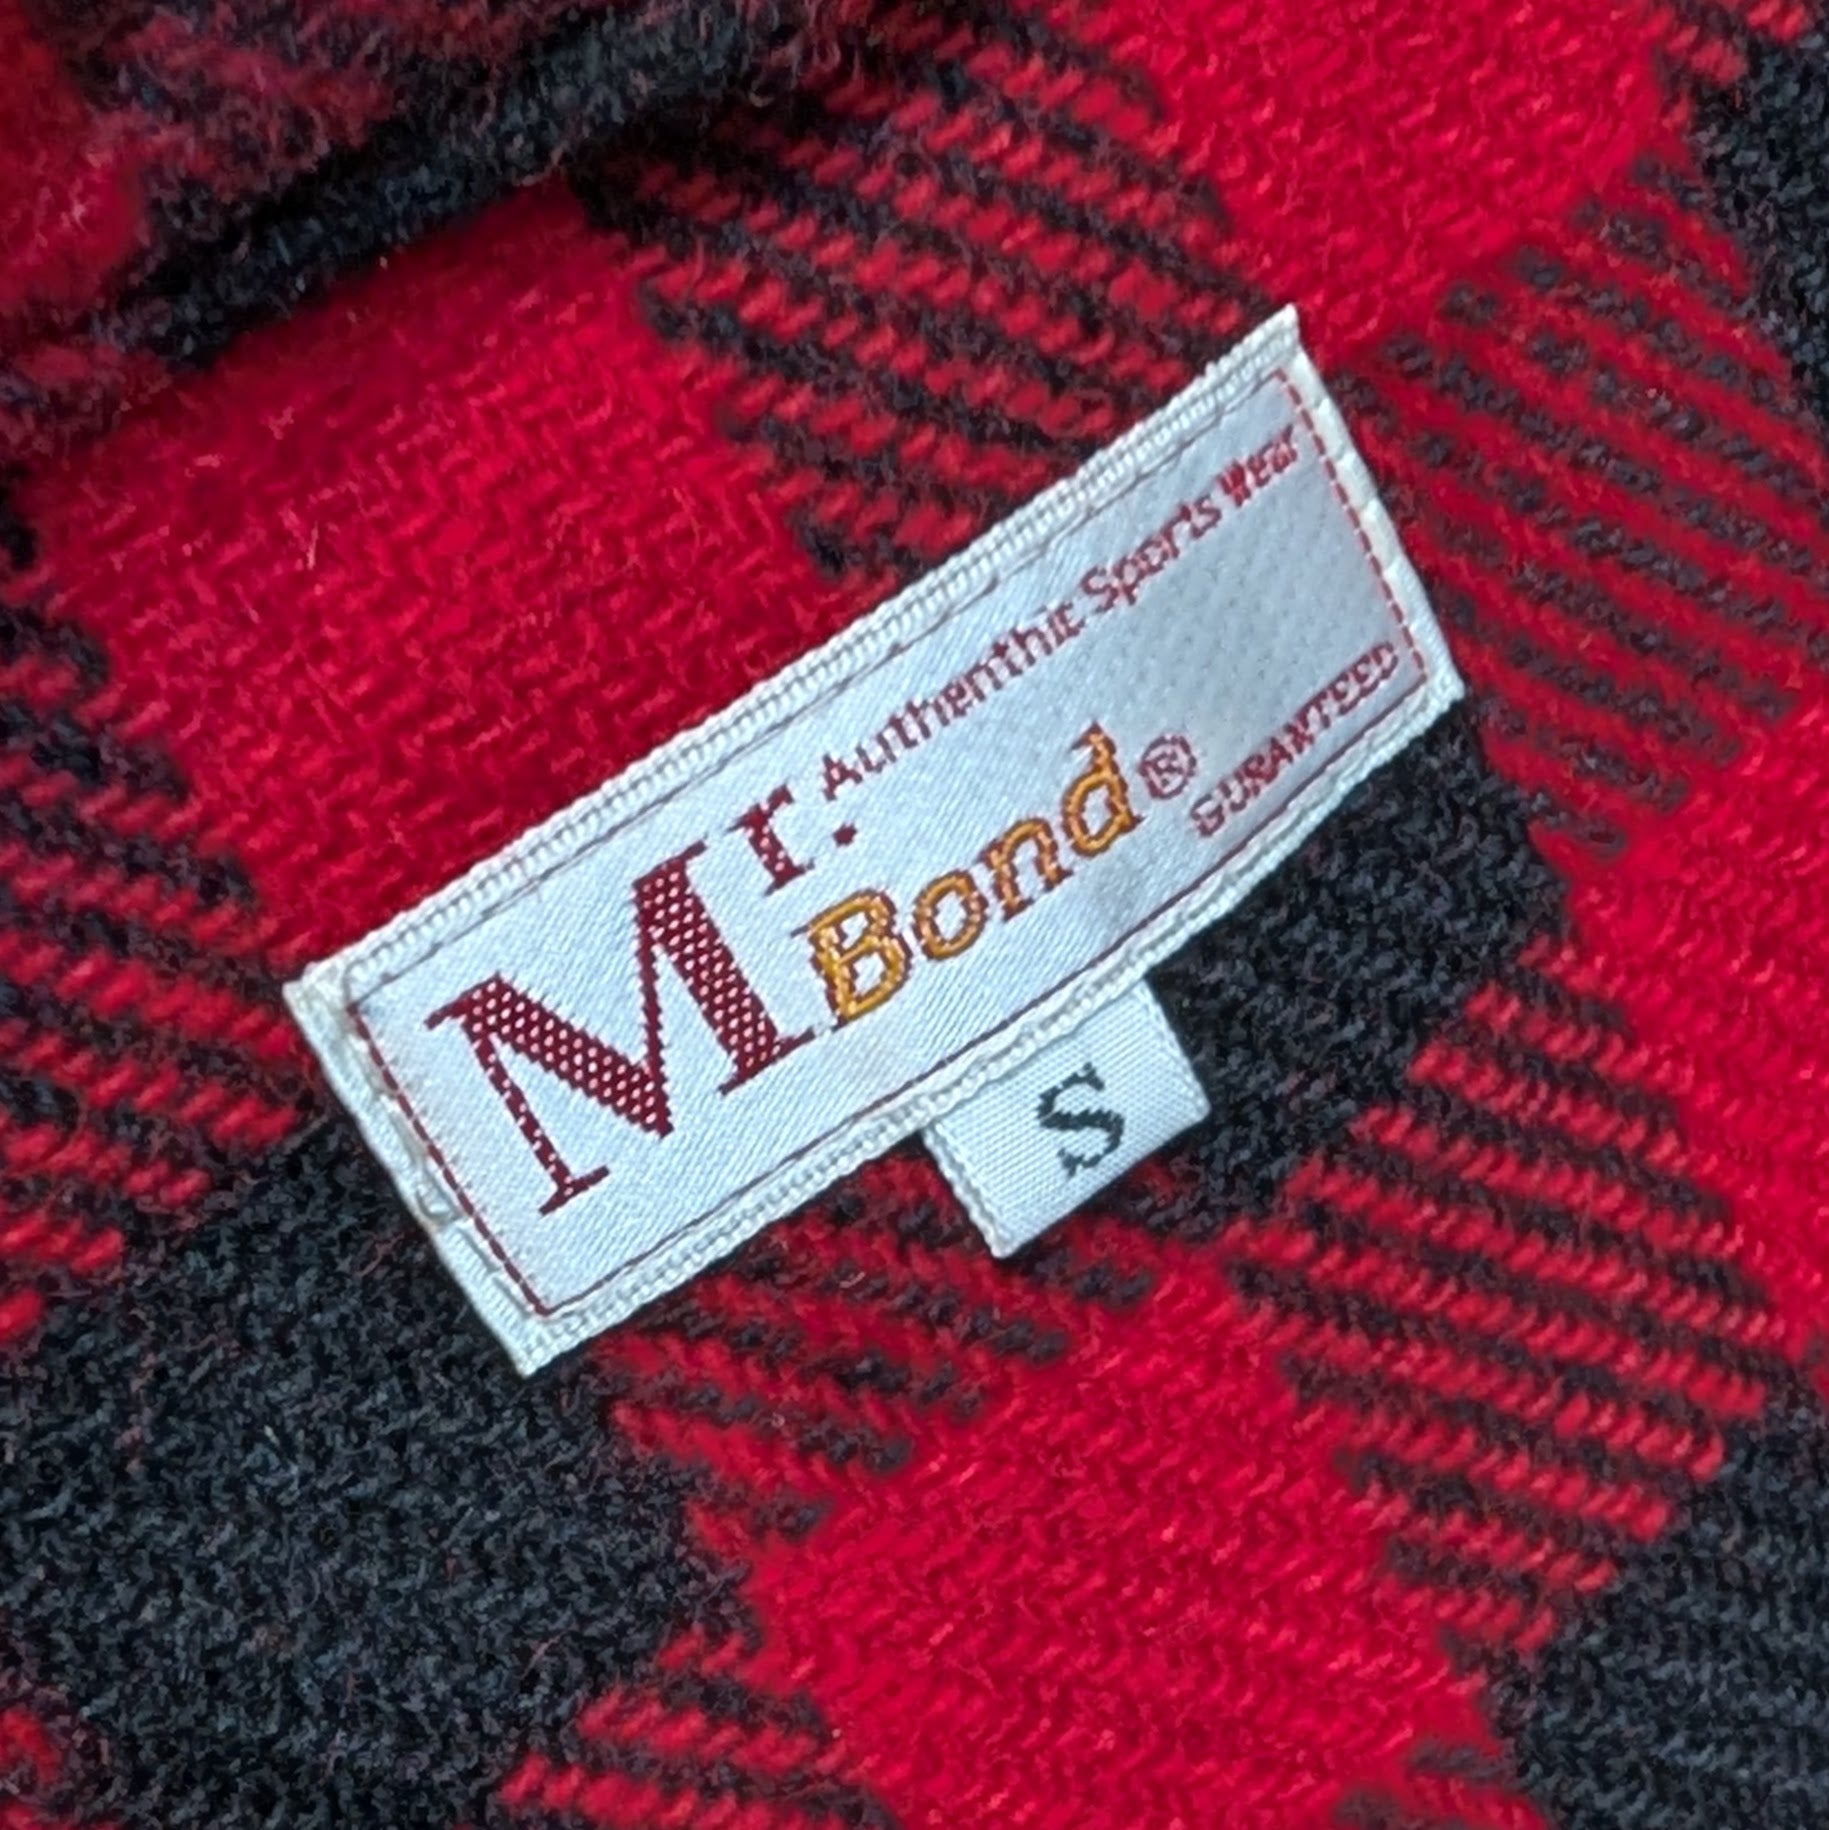 Mr. Authenthic Sports Wear
Bond®
GURANTEED
S